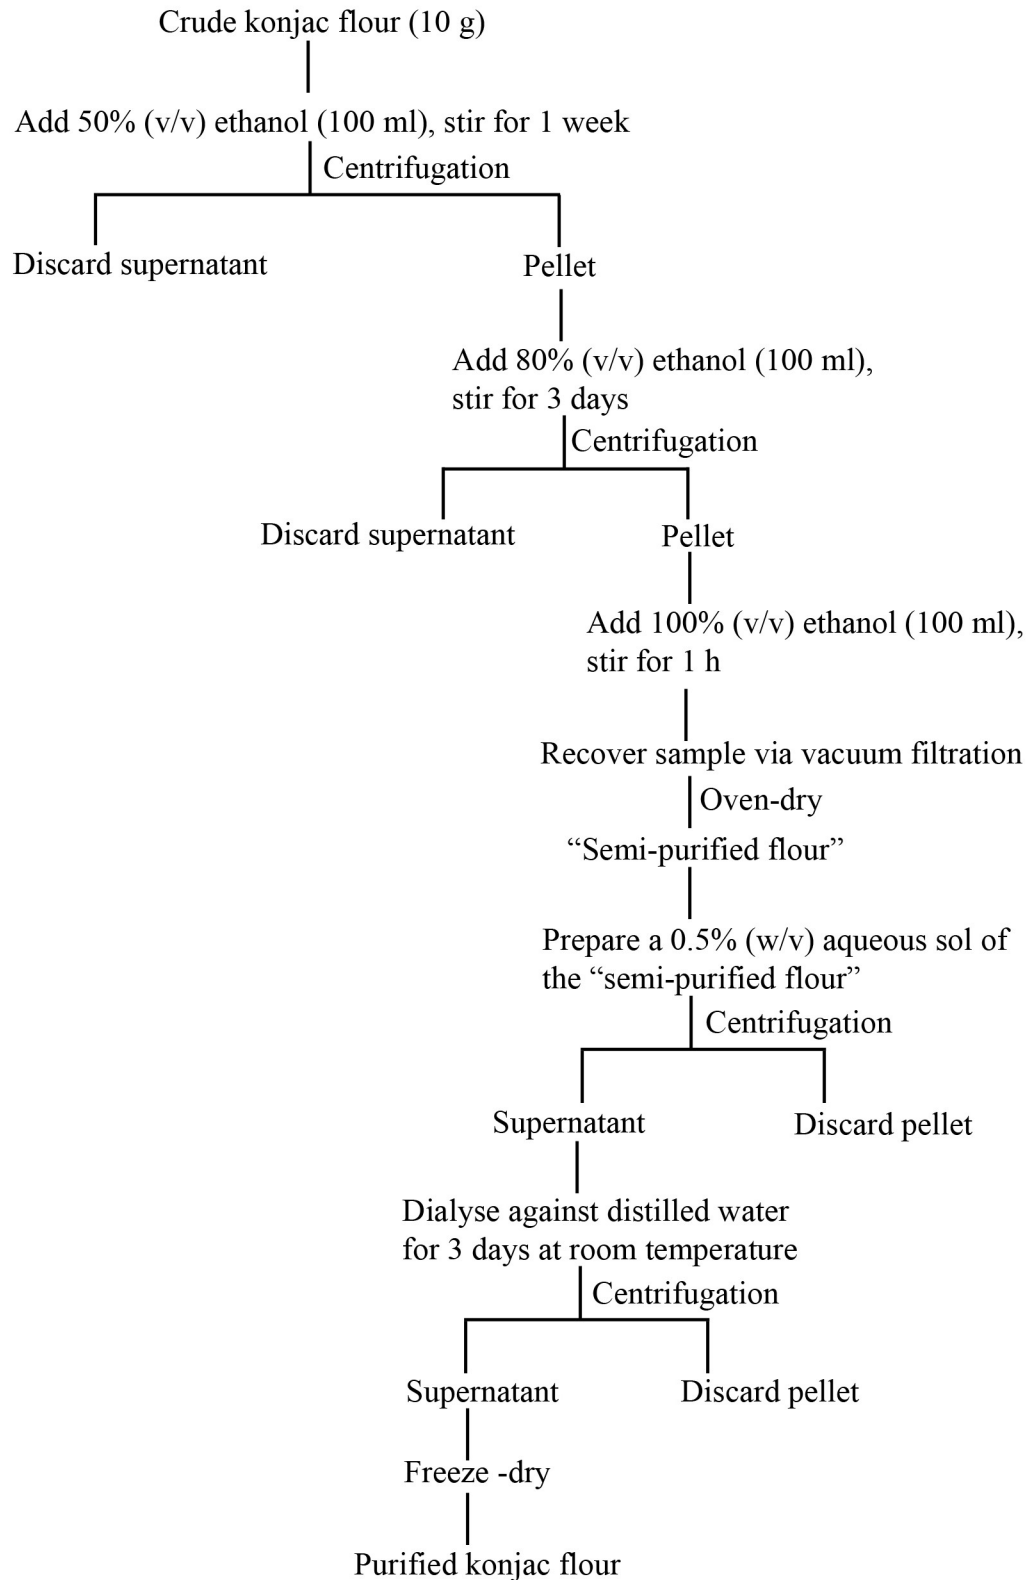 Crude konjac flour (10 g)
Add 50% (v/v) ethanol (100 ml), stir for 1 week
Centrifugation
Discard supernatant
Pellet
Add 80% (v/v) ethanol (100 ml),
stir for 3 days
Centrifugation
Discard supernatant
Pellet
Add 100% (v/v) ethanol (100 ml),
stir for 1 h
Recover sample via vacuum filtration
Oven-dry
“Semi-purified flour”
Prepare a 0.5% (w/v) aqueous sol of
the “semi-purified flour”
Centrifugation
Supernatant
Discard pellet
Dialyse against distilled water
for 3 days at room temperature
Centrifugation
Supernatant
Discard pellet
Freeze -dry
Purified konjac flour